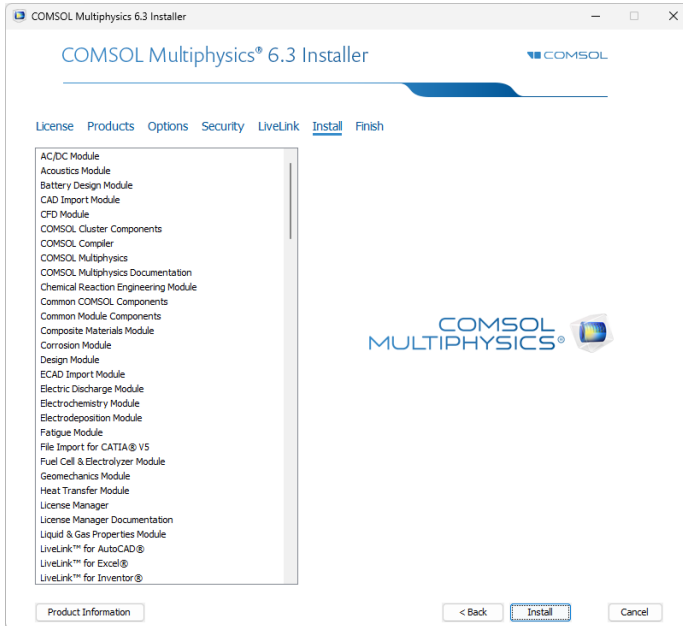 COMSOL Multiphysics 6.3 Installer
COMSOL Multiphysics® 6.3 Installer
COMSOL
License Products Options Security LiveLink Install Finish
AC/DC Module
Acoustics Module
Battery Design Module
CAD Import Module
CFD Module
COMSOL Cluster Components
COMSOL Compiler
COMSOL Multiphysics
COMSOL Multiphysics Documentation
Chemical Reaction Engineering Module
Common COMSOL Components
Common Module Components
Composite Materials Module
Corrosion Module
Design Module
ECAD Import Module
Electric Discharge Module
Electrochemistry Module
Electrodeposition Module
Fatigue Module
File Import for CATIA® V5
Fuel Cell & Electrolyzer Module
Geomechanics Module
Heat Transfer Module
License Manager
License Manager Documentation
Liquid & Gas Properties Module
LiveLink™ for AutoCAD®
LiveLink™ for Excel®
LiveLink™ for Inventor®
COMSOL
MULTIPHYSICS®
Product Information
< Back Install Cancel